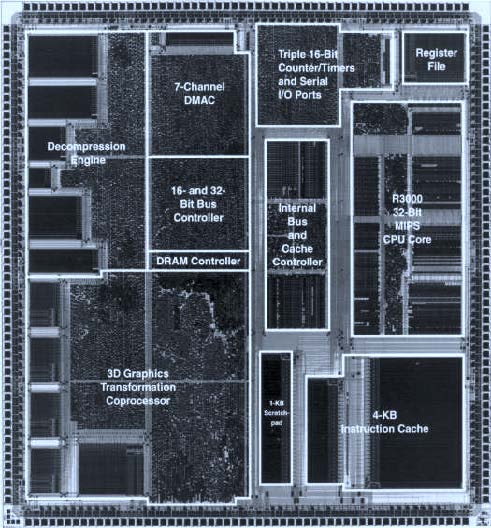 Triple 16-Bit
Counter/Timers
and Serial
I/O Ports
Register
File
7-Channel
DMAC
Decompression
Engine
16- and 32-
Bit Bus
Controller
Internal
Bus
and
Cache
Controller
R3000
32-Bit
MIPS
CPU Core
DRAM Controller
3D Graphics
Transformation
Coprocessor
1-KB
Scratch-
pad
4-KB
Instruction Cache